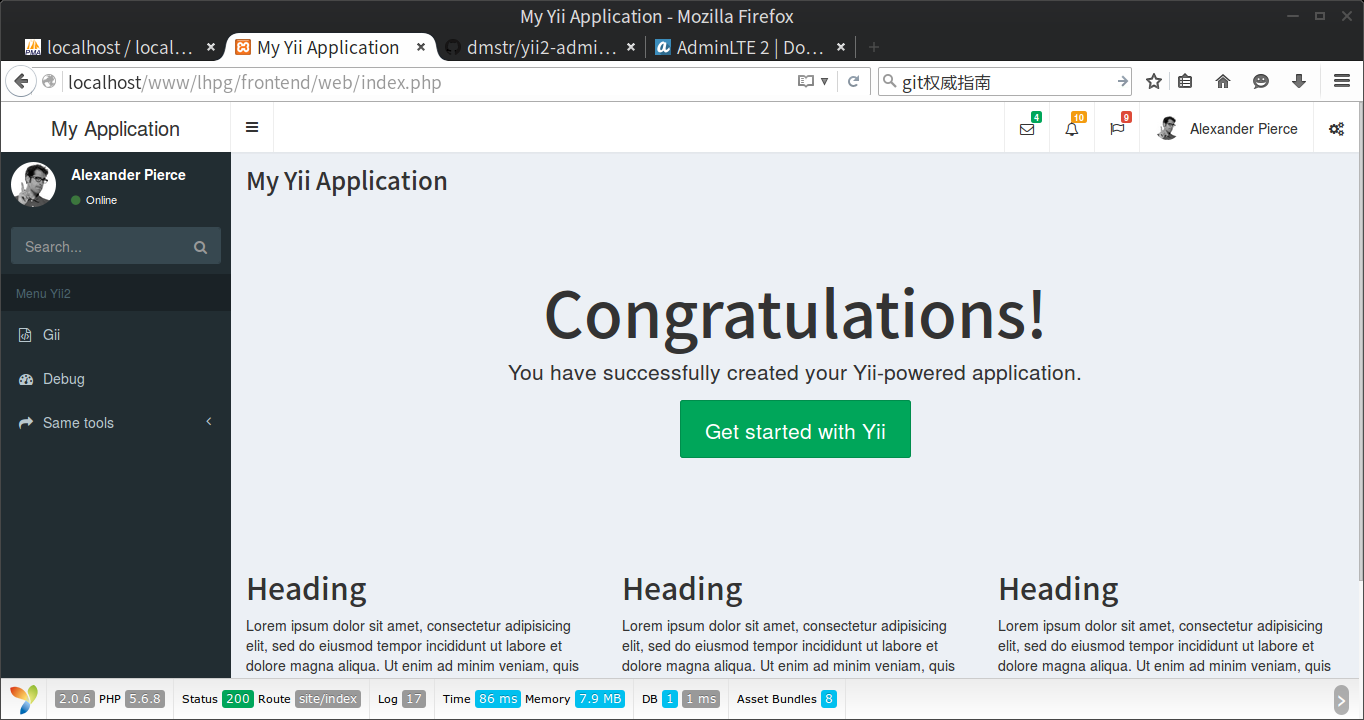 My Yii Application - Mozilla Firefox
localhost / local... My Yii Application dmstr/yii2-admi... AdminLTE 2 | Do...
localhost/www/lhpg/frontend/web/index.php git权威指南
My Application 4 10 9 Alexander Pierce
Alexander Pierce
Online
Search...
Menu Yii2
Gii
Debug
Same tools
My Yii Application
Congratulations!
You have successfully created your Yii-powered application.
Get started with Yii
Heading
Lorem ipsum dolor sit amet, consectetur adipisicing
elit, sed do eiusmod tempor incididunt ut labore et
dolore magna aliqua. Ut enim ad minim veniam, quis
Heading
Lorem ipsum dolor sit amet, consectetur adipisicing
elit, sed do eiusmod tempor incididunt ut labore et
dolore magna aliqua. Ut enim ad minim veniam, quis
Heading
Lorem ipsum dolor sit amet, consectetur adipisicing
elit, sed do eiusmod tempor incididunt ut labore et
dolore magna aliqua. Ut enim ad minim veniam, quis
2.0.6 PHP 5.6.8 Status 200 Route site/index Log 17 Time 86 ms Memory 7.9 MB DB 1 1 ms Asset Bundles 8